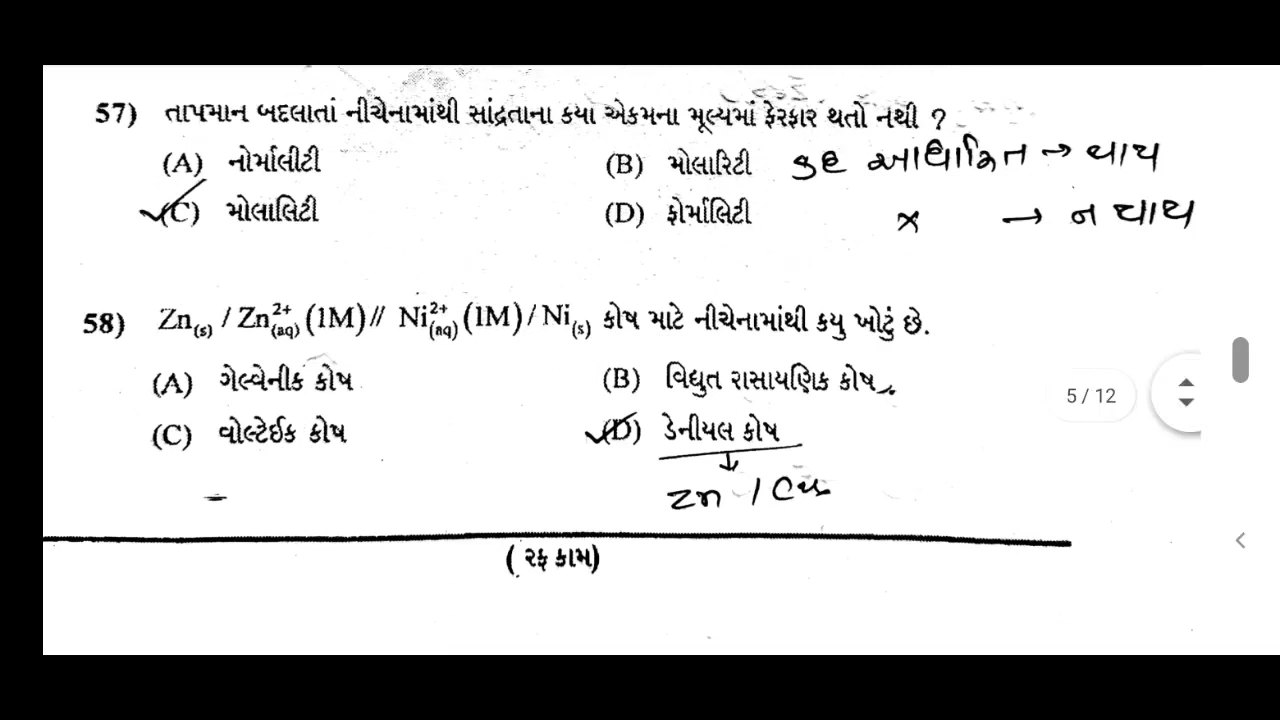 57) તાપમાન બદલાતાં નીચેનામાંથી સાંદ્રતાના કયા એકમના મૂલ્યમાં ફેરફાર થતો નથી ?
(A) નોર્માલીટી (B) મોલારિટી
આધારિત → થાય
(C) મોલાલિટી (D) ફોર્માલિટી
x → ન થાય
58) Zn(s) / Zn2+(aq) (1M) // Ni2+(aq) (1M) / Ni(s) કોષ માટે નીચેનામાંથી કયુ ખોટું છે.
(A) ગેલ્વેનીક કોષ (B) વિદ્યુત રાસાયણિક કોષ.
5 / 12
(C) વોલ્ટેઈક કોષ (D) ડેનીયલ કોષ
↓
Zn / Cu
(રફ કામ)